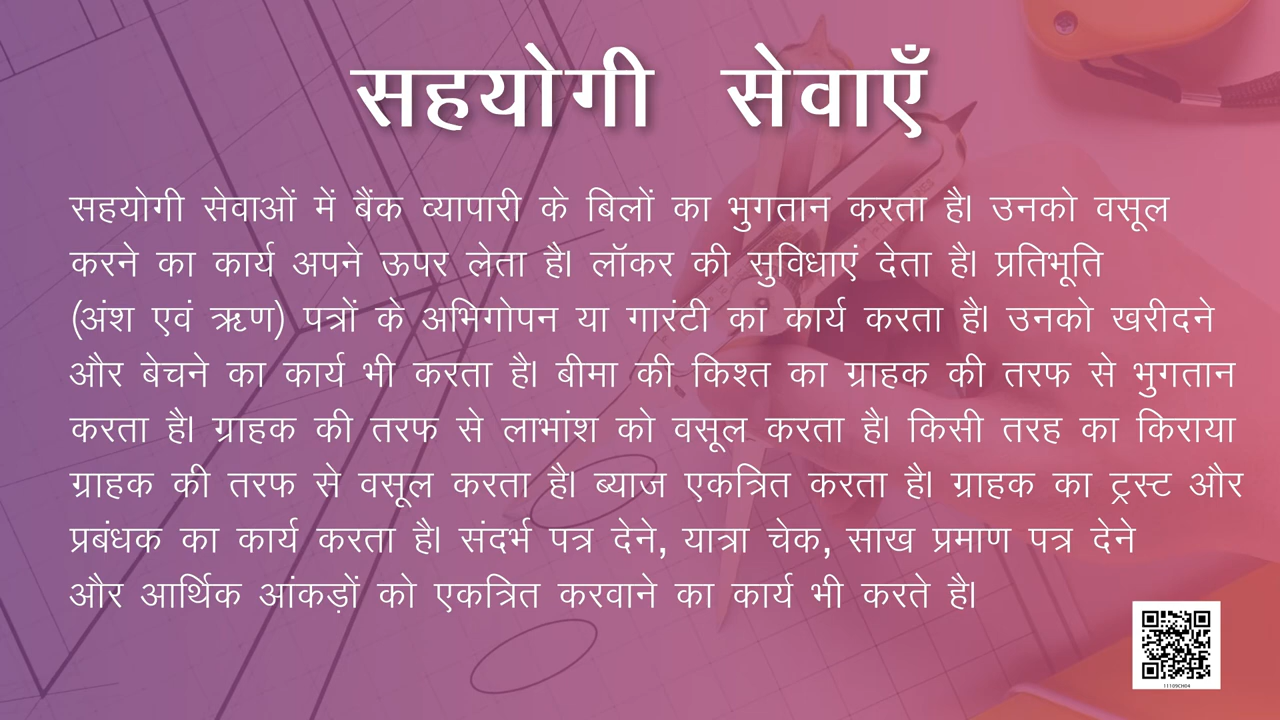 सहयोगी सेवाएँ
सहयोगी सेवाओं में बैंक व्यापारी के बिलों का भुगतान करता है। उनको वसूल
करने का कार्य अपने ऊपर लेता है। लॉकर की सुविधाएं देता है। प्रतिभूति
(अंश एवं ऋण) पत्रों के अभिगोपन या गारंटी का कार्य करता है। उनको खरीदने
और बेचने का कार्य भी करता है। बीमा की किश्त का ग्राहक की तरफ से भुगतान
करता है। ग्राहक की तरफ से लाभांश को वसूल करता है। किसी तरह का किराया
ग्राहक की तरफ से वसूल करता है। ब्याज एकत्रित करता है। ग्राहक का ट्रस्ट और
प्रबंधक का कार्य करता है। संदर्भ पत्र देने, यात्रा चेक, साख प्रमाण पत्र देने
और आर्थिक आंकड़ों को एकत्रित करवाने का कार्य भी करते है।
11109CH04